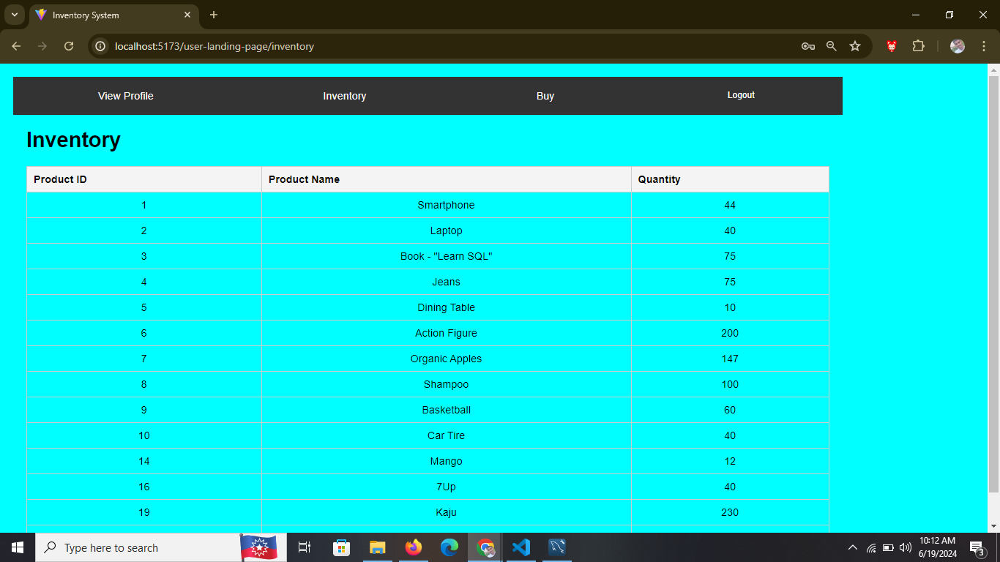 Inventory System
localhost:5173/user-landing-page/inventory
View Profile Inventory Buy Logout
Inventory
Product ID Product Name Quantity
1 Smartphone 44
2 Laptop 40
3 Book - "Learn SQL" 75
4 Jeans 75
5 Dining Table 10
6 Action Figure 200
7 Organic Apples 147
8 Shampoo 100
9 Basketball 60
10 Car Tire 40
14 Mango 12
16 7Up 40
19 Kaju 230
Type here to search
10:12 AM
6/19/2024
3